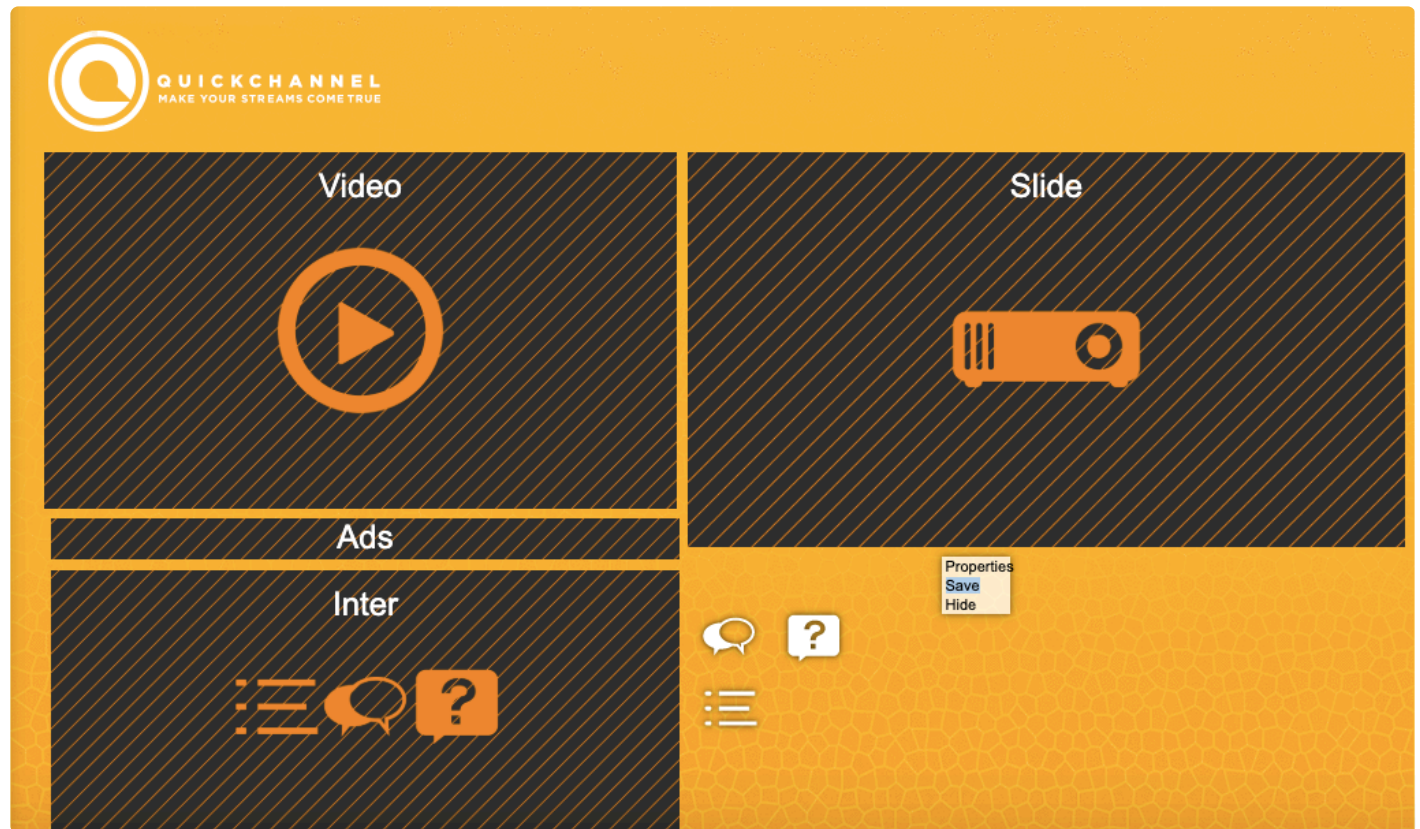 QUICKCHANNEL
MAKE YOUR STREAMS COME TRUE
Video
Slide
Ads
Inter
?
Properties
Save
Hide
?